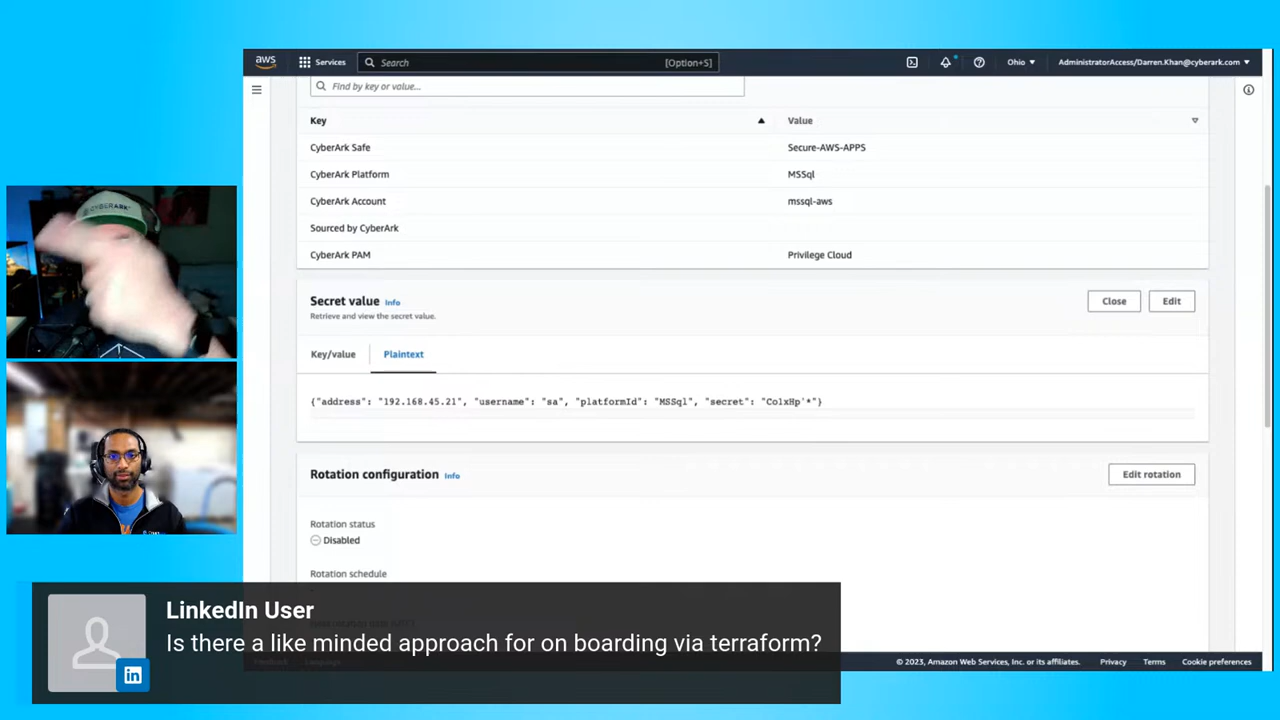 aws
Services
Search
[Option+S]
Ohio
AdministratorAccess/Darren.Khan@cyberark.com
Find by key or value...
Key
Value
CyberArk Safe
Secure-AWS-APPS
CyberArk Platform
MSSql
CyberArk Account
mssql-aws
Sourced by CyberArk
CyberArk PAM
Privilege Cloud
Secret value Info
Close
Edit
Retrieve and view the secret value.
Key/value
Plaintext
{"address": "192.168.45.21", "username": "sa", "platformId": "MSSql", "secret": "ColxHp'*"}
Rotation configuration Info
Edit rotation
Rotation status
Disabled
Rotation schedule
CYBERARK
LinkedIn User
Is there a like minded approach for on boarding via terraform?
in
© 2023, Amazon Web Services, Inc. or its affiliates.
Privacy
Terms
Cookie preferences